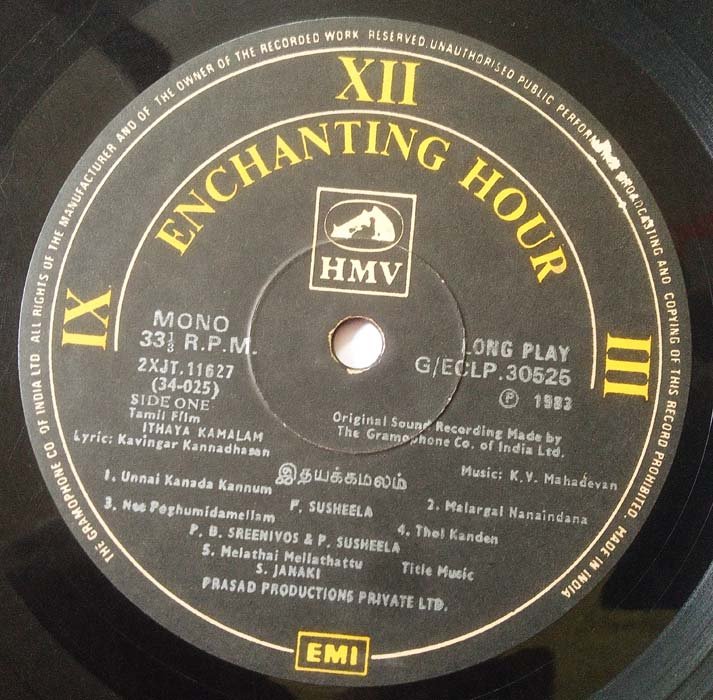 THE GRAMOPHONE CO. OF INDIA LTD. ALL RIGHTS OF THE MANUFACTURER AND OF THE OWNER OF THE RECORDED WORK RESERVED. UNAUTHORISED PUBLIC PERFORMANCE BROADCASTING AND COPYING OF THIS RECORD PROHIBITED. MADE IN INDIA
XII
ENCHANTING HOUR
IX
III
HMV
MONO
33⅓ R.P.M.
2XJT.11627
(34-025)
SIDE ONE
LONG PLAY
G/ECLP.30525
Ⓟ 1983
Tamil Film
ITHAYA KAMALAM
Lyric: Kavingar Kannadhasan
Original Sound Recording Made by
The Gramophone Co. of India Ltd.
இதயக்கமலம்
Music: K.V. Mahadevan
1. Unnai Kanada Kannum
P. SUSHEELA
2. Malargal Nanaindana
3. Nee Poghumidamellam
4. Thol Kanden
P. B. SREENIVOS & P. SUSHEELA
5. Melathai Mellathattu Title Music
S. JANAKI
PRASAD PRODUCTIONS PRIVATE LTD.
EMI